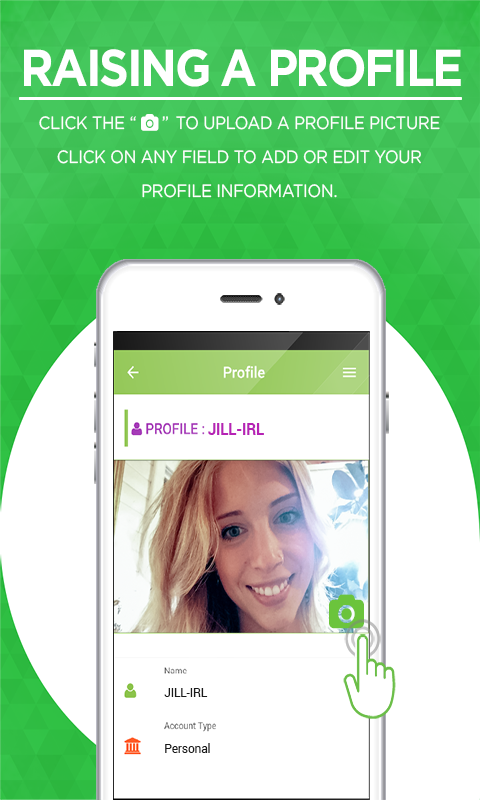 RAISING A PROFILE
CLICK THE “ ” TO UPLOAD A PROFILE PICTURE
CLICK ON ANY FIELD TO ADD OR EDIT YOUR
PROFILE INFORMATION.
Profile
PROFILE : JILL-IRL
Name
JILL-IRL
Account Type
Personal